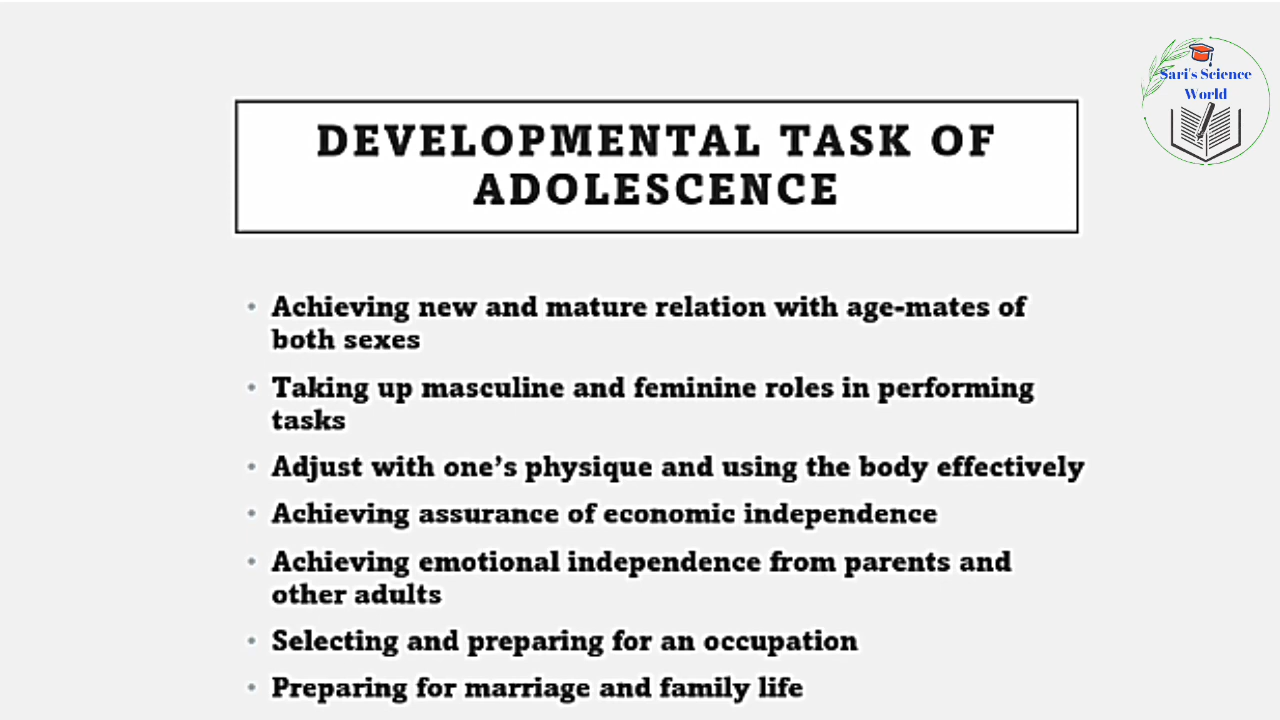 Sari's Science
World
DEVELOPMENTAL TASK OF
ADOLESCENCE
• Achieving new and mature relation with age-mates of
both sexes
• Taking up masculine and feminine roles in performing
tasks
• Adjust with one’s physique and using the body effectively
• Achieving assurance of economic independence
• Achieving emotional independence from parents and
other adults
• Selecting and preparing for an occupation
• Preparing for marriage and family life